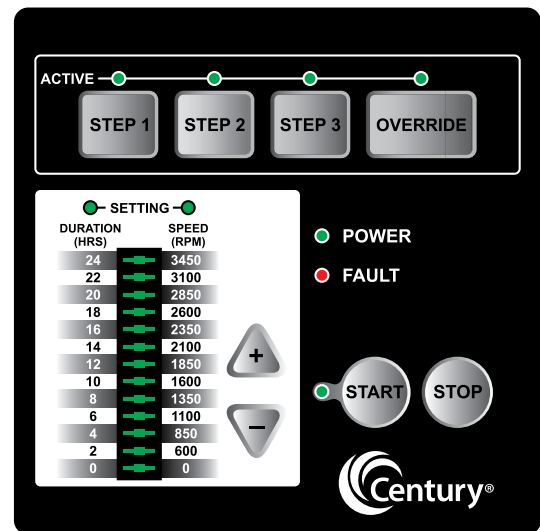 ACTIVE
STEP 1 STEP 2 STEP 3 OVERRIDE
SETTING
DURATION (HRS)
SPEED (RPM)
24 3450
22 3100
20 2850
18 2600
16 2350
14 2100
12 1850
10 1600
8 1350
6 1100
4 850
2 600
0 0
+
−
POWER
FAULT
START STOP
Century®